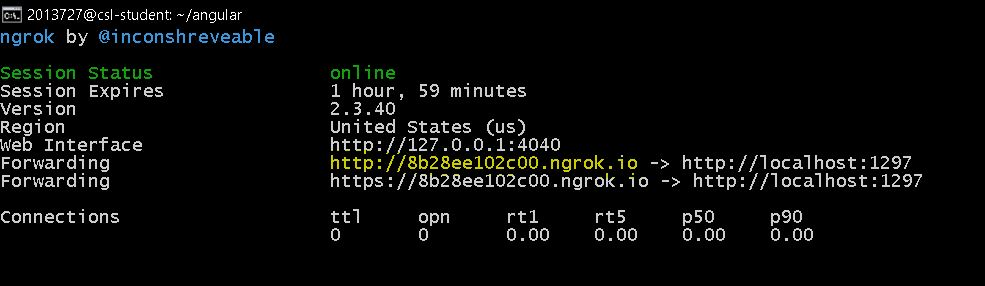 2013727@csl-student: ~/angular
ngrok by @inconshreveable
Session Status online
Session Expires 1 hour, 59 minutes
Version 2.3.40
Region United States (us)
Web Interface http://127.0.0.1:4040
Forwarding http://8b28ee102c00.ngrok.io -> http://localhost:1297
Forwarding https://8b28ee102c00.ngrok.io -> http://localhost:1297
Connections ttl opn rt1 rt5 p50 p90
0 0 0.00 0.00 0.00 0.00